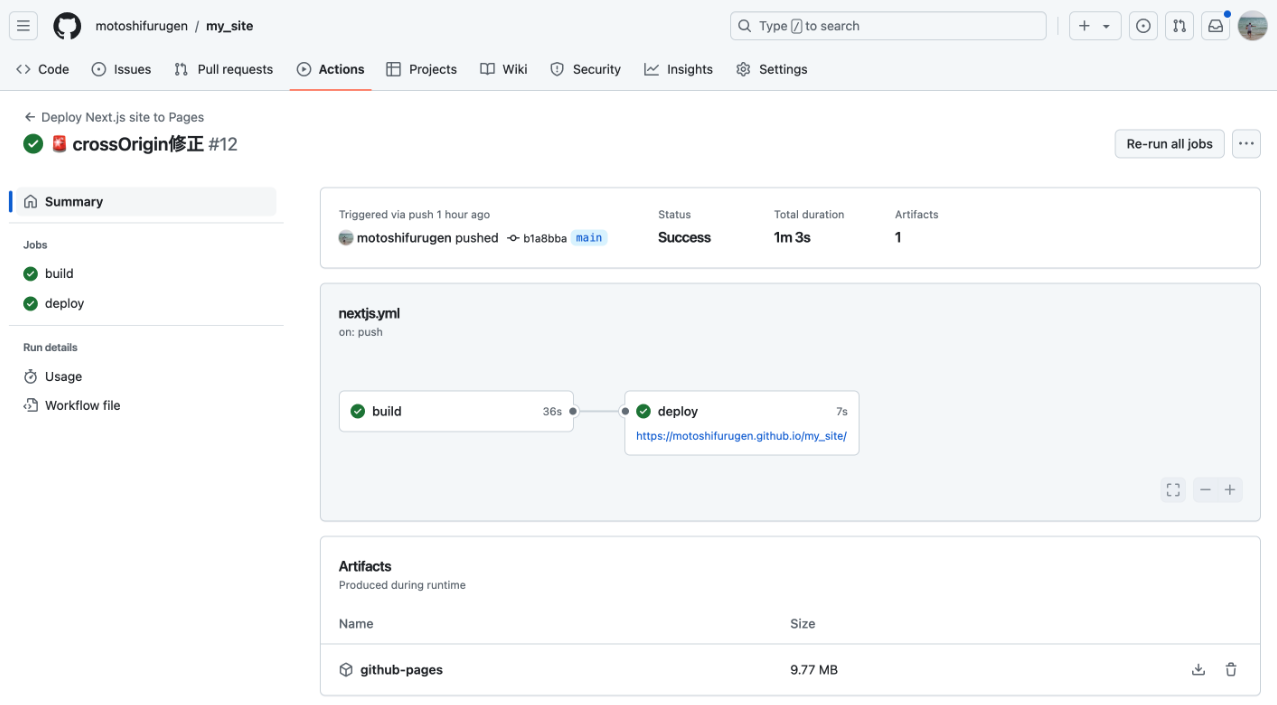 motoshifurugen / my_site
Type / to search
Code
Issues
Pull requests
Actions
Projects
Wiki
Security
Insights
Settings
Deploy Next.js site to Pages
🚨 crossOrigin修正 #12
Re-run all jobs
Summary
Jobs
build
deploy
Run details
Usage
Workflow file
Triggered via push 1 hour ago
motoshifurugen pushed b1a8bba main
Status
Success
Total duration
1m 3s
Artifacts
1
nextjs.yml
on: push
build 36s
deploy 7s
https://motoshifurugen.github.io/my_site/
Artifacts
Produced during runtime
Name Size
github-pages 9.77 MB